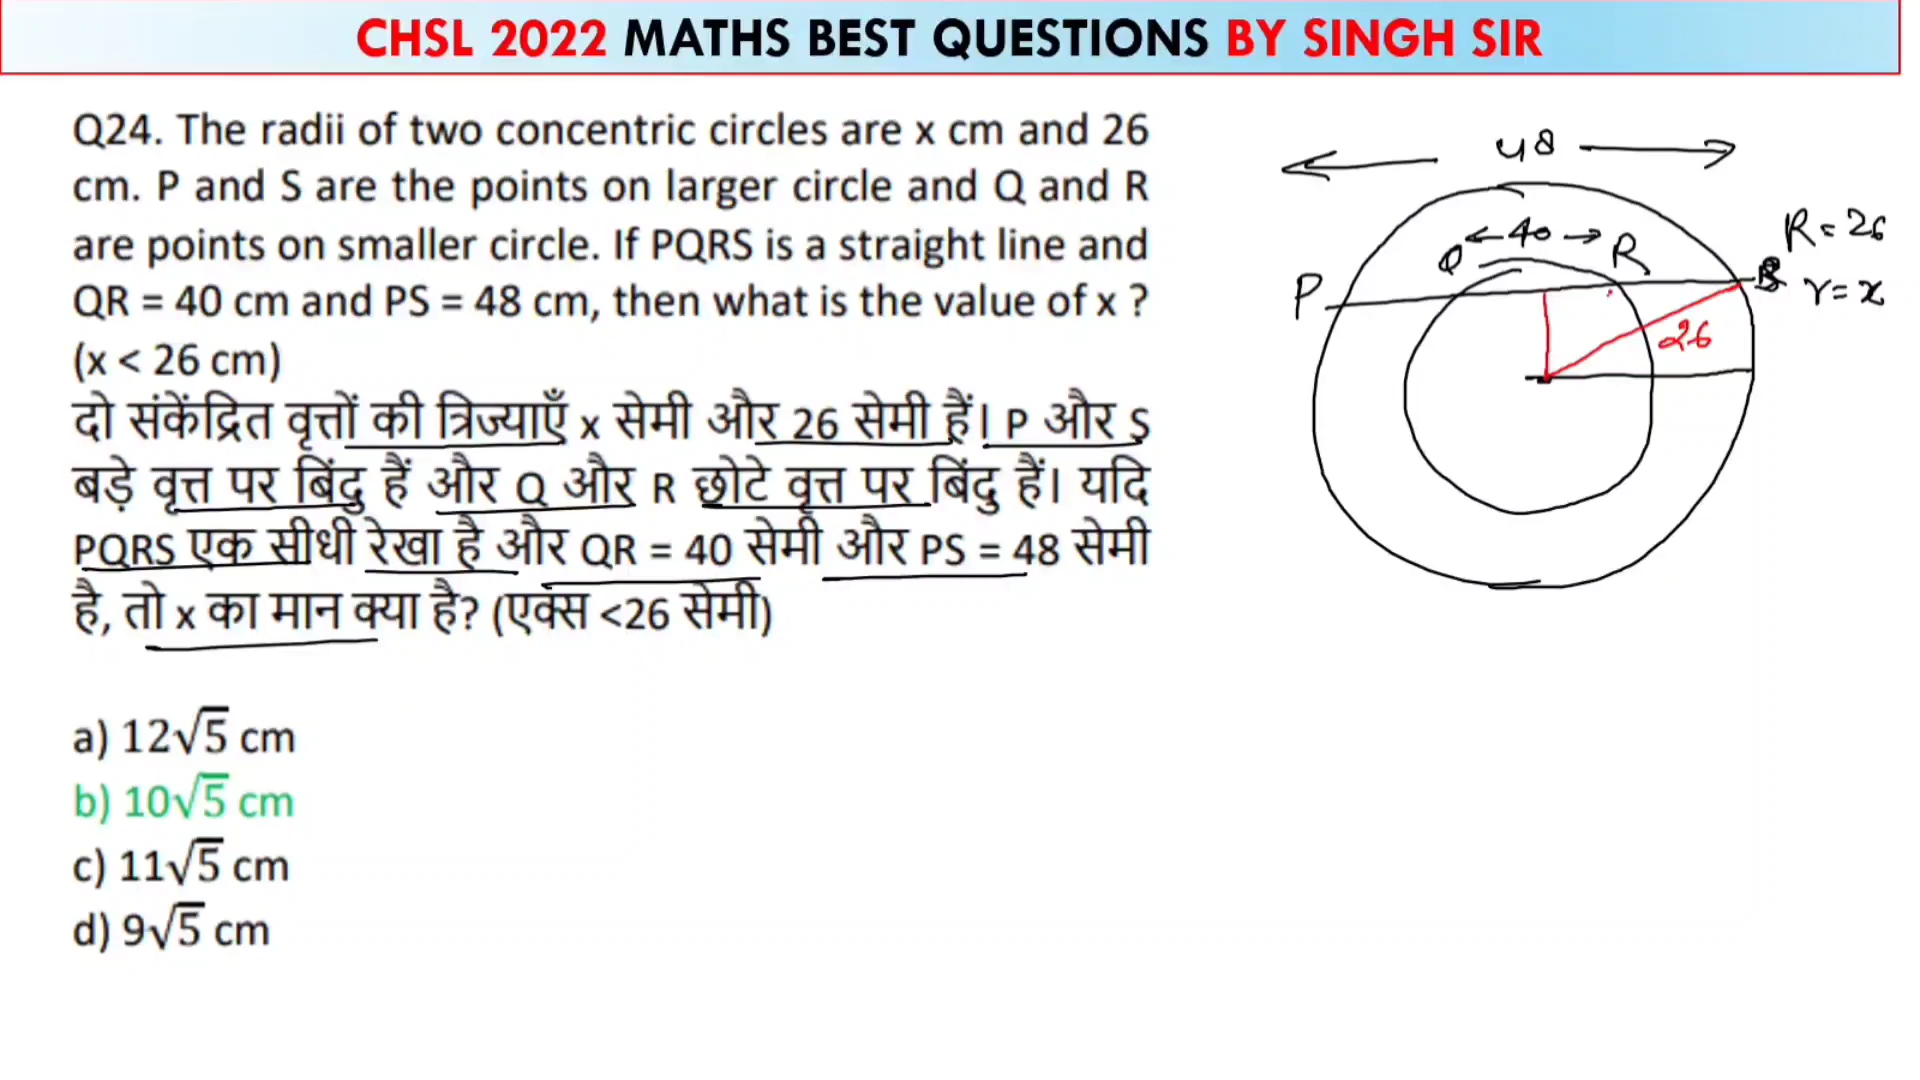 CHSL 2022 MATHS BEST QUESTIONS BY SINGH SIR
Q24. The radii of two concentric circles are x cm and 26
cm. P and S are the points on larger circle and Q and R
are points on smaller circle. If PQRS is a straight line and
QR = 40 cm and PS = 48 cm, then what is the value of x ?
(x < 26 cm)
दो संकेंद्रित वृत्तों की त्रिज्याएँ x सेमी और 26 सेमी हैं। P और S
बड़े वृत्त पर बिंदु हैं और Q और R छोटे वृत्त पर बिंदु हैं। यदि
PQRS एक सीधी रेखा है और QR = 40 सेमी और PS = 48 सेमी
है, तो x का मान क्या है? (एक्स <26 सेमी)
a) 12√5 cm
b) 10√5 cm
c) 11√5 cm
d) 9√5 cm
48
40
Q
R
P
R = 26
r = x
26